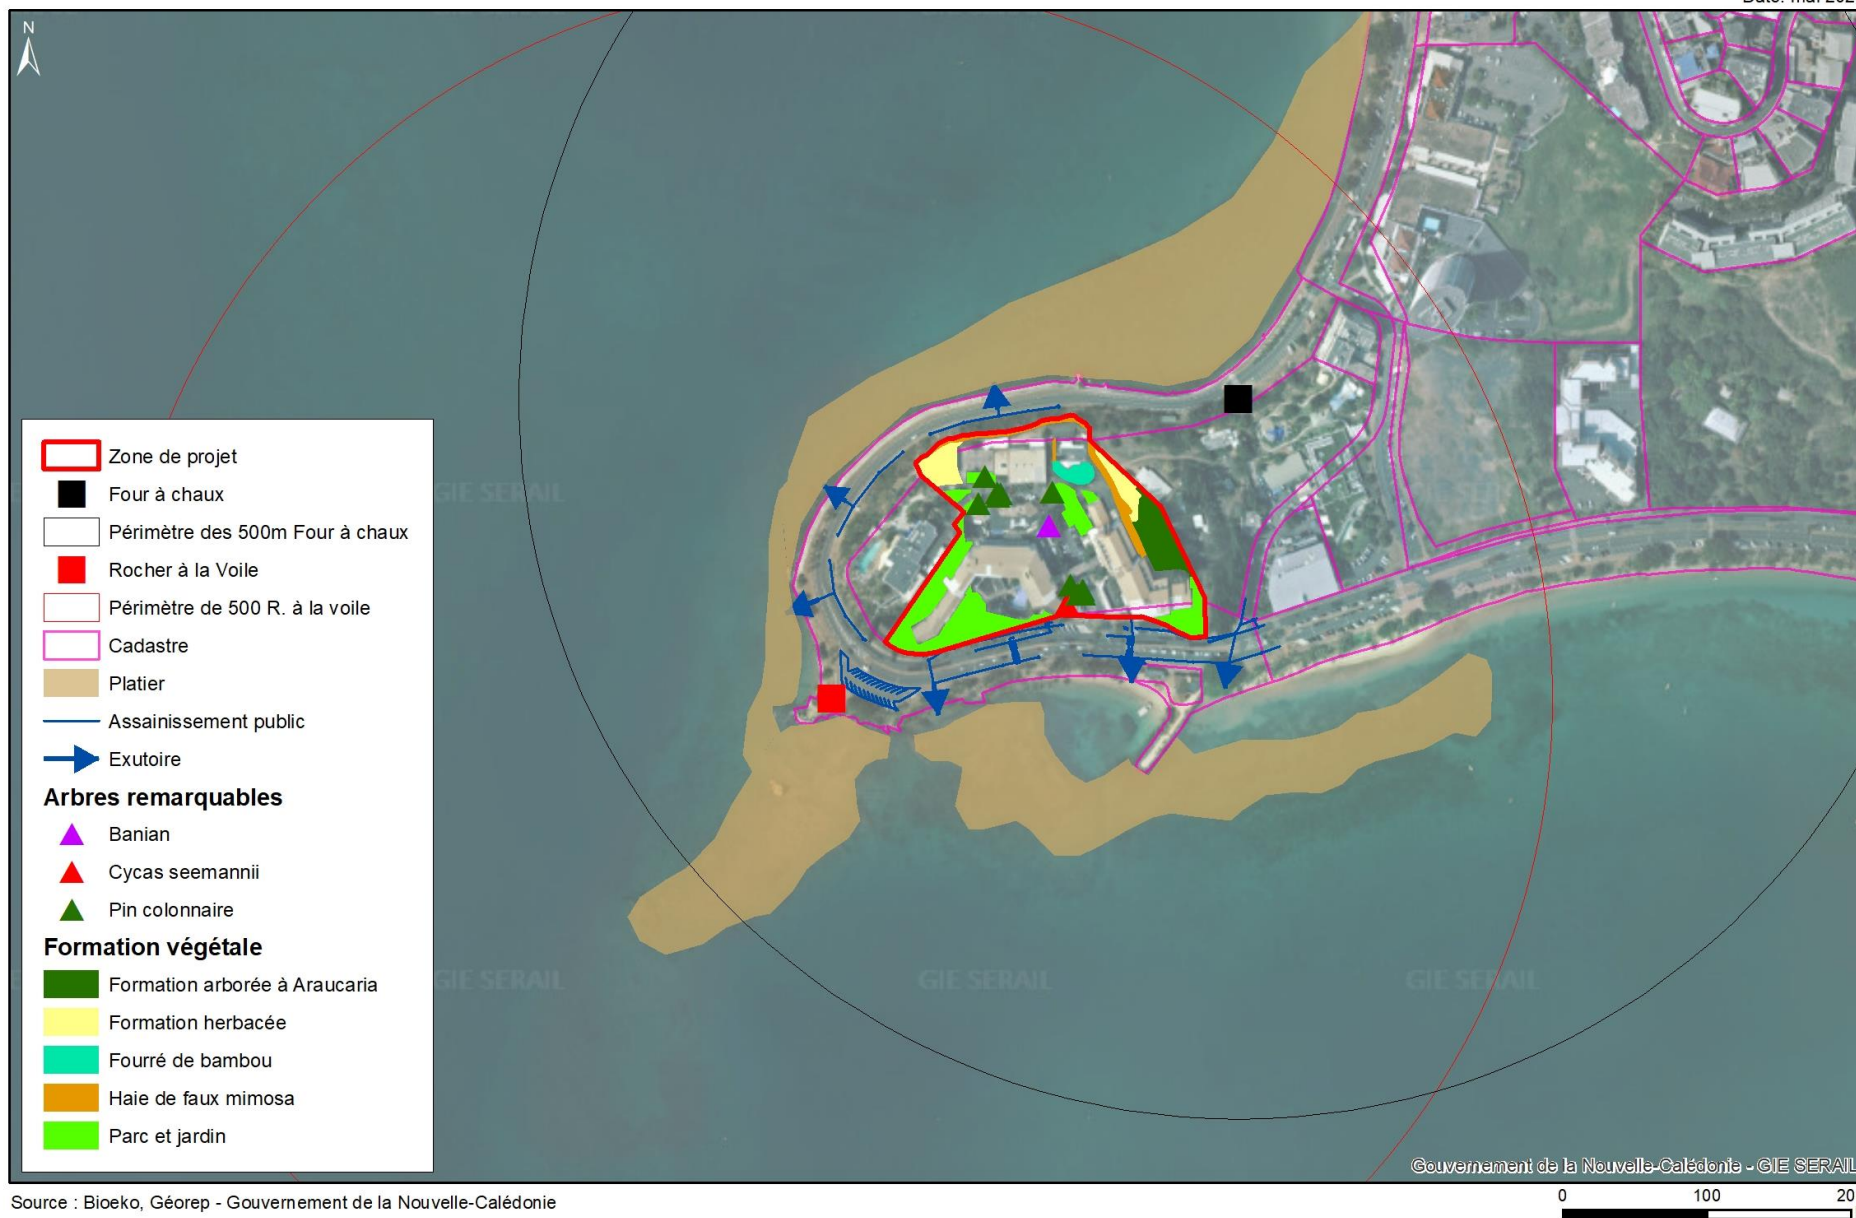 N
Zone de projet
Four à chaux
Périmètre des 500m Four à chaux
Rocher à la Voile
Périmètre de 500 R. à la voile
Cadastre
Platier
Assainissement public
Exutoire
Arbres remarquables
Banian
Cycas seemannii
Pin colonnaire
Formation végétale
Formation arborée à Araucaria
Formation herbacée
Fourré de bambou
Haie de faux mimosa
Parc et jardin
GIE SERAIL
GIE SERAIL
GIE SERAIL
GIE SERAIL
Gouvernement de la Nouvelle-Calédonie - GIE SERAIL
Source : Bioeko, Géorep - Gouvernement de la Nouvelle-Calédonie
0 100